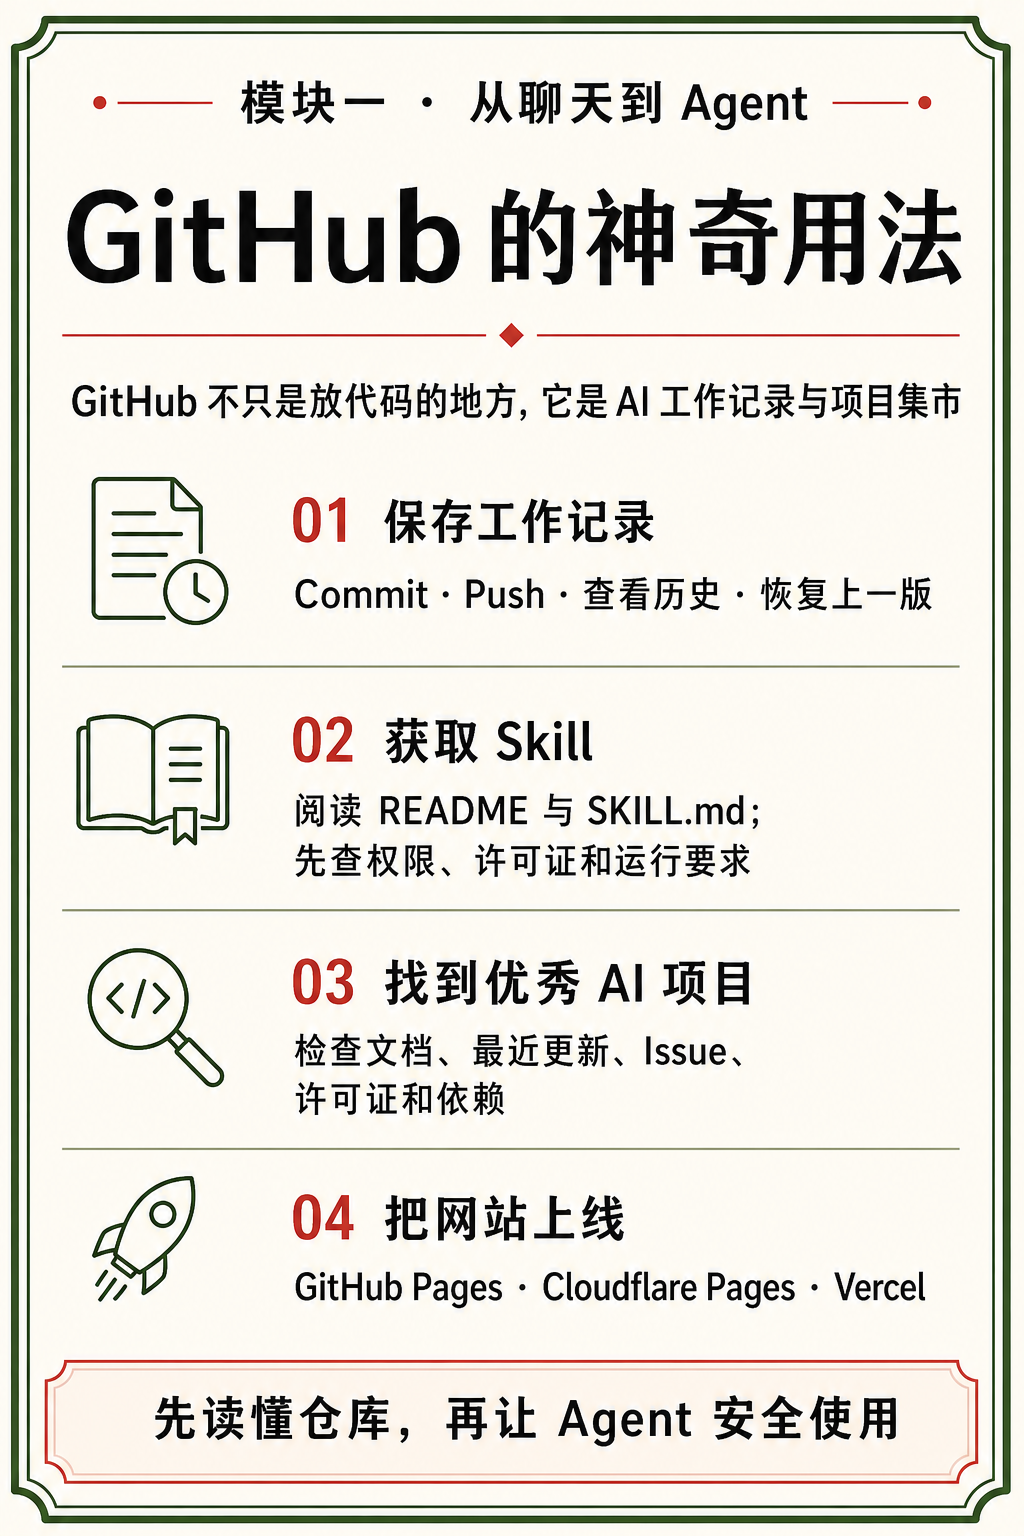 模块一 · 从聊天到 Agent
GitHub 的神奇用法
GitHub 不只是放代码的地方, 它是 AI 工作记录与项目集市
01 保存工作记录
Commit · Push · 查看历史 · 恢复上一版
02 获取 Skill
阅读 README 与 SKILL.md；
先查权限、许可证和运行要求
</>
03 找到优秀 AI 项目
检查文档、最近更新、Issue、
许可证和依赖
04 把网站上线
GitHub Pages · Cloudflare Pages · Vercel
先读懂仓库，再让 Agent 安全使用